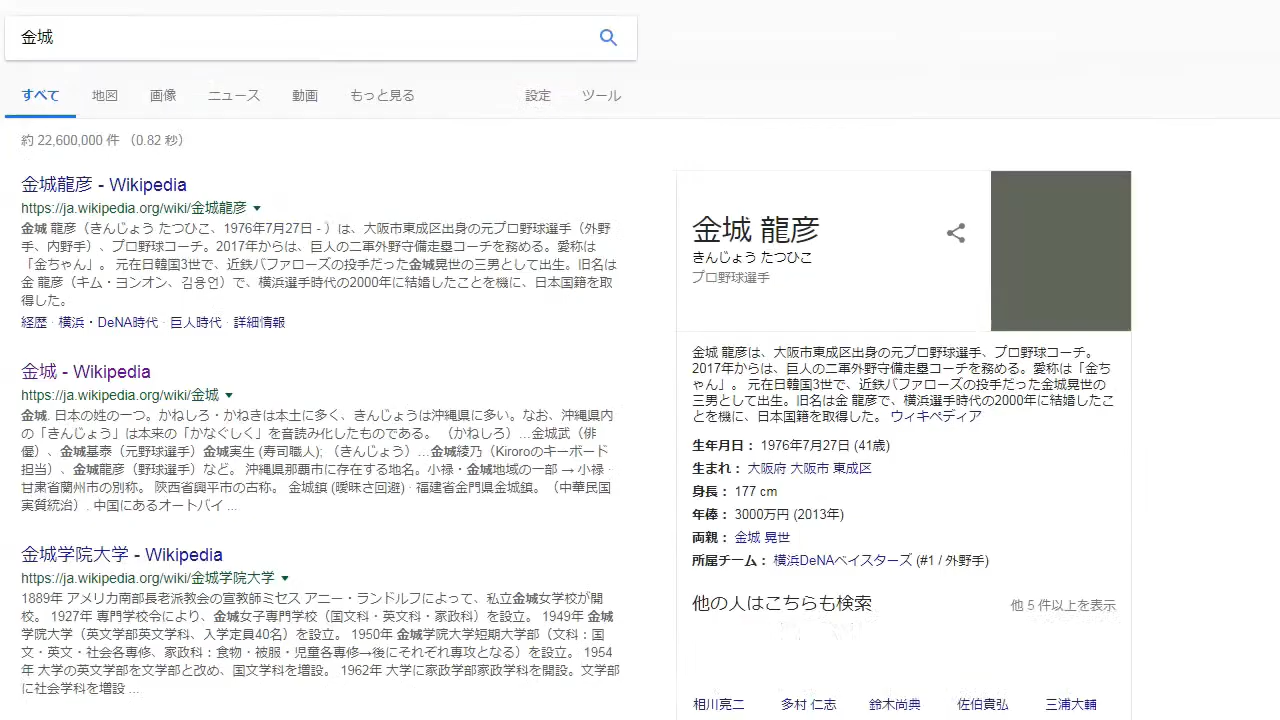 金城
すべて 地図 画像 ニュース 動画 もっと見る 設定 ツール
約 22,600,000 件 （0.82 秒）
金城龍彦 - Wikipedia
https://ja.wikipedia.org/wiki/金城龍彦
金城 龍彦（きんじょう たつひこ、1976年7月27日 - ）は、大阪市東成区出身の元プロ野球選手（外野
手、内野手）、プロ野球コーチ。2017年からは、巨人の二軍外野守備走塁コーチを務める。愛称は
「金ちゃん」。 元在日韓国3世で、近鉄バファローズの投手だった金城晃世の三男として出生。旧名は
金 龍彦（キム・ヨンオン、김용언）で、横浜選手時代の2000年に結婚したことを機に、日本国籍を取
得した。
経歴 · 横浜・DeNA時代 · 巨人時代 · 詳細情報
金城 - Wikipedia
https://ja.wikipedia.org/wiki/金城
金城. 日本の姓の一つ。かねしろ・かねきは本土に多く、きんじょうは沖縄県に多い。なお、沖縄県内
の「きんじょう」は本来の「かなぐしく」を音読み化したものである。 （かねしろ）…金城武（俳
優）、金城基泰（元野球選手）金城実生 (寿司職人); （きんじょう）…金城綾乃（Kiroroのキーボード
担当）、金城龍彦（野球選手）など。 沖縄県那覇市に存在する地名。小禄・金城地域の一部 → 小禄 ·
甘粛省蘭州市の別称。 陝西省興平市の古称。 金城鎮 (曖昧さ回避) · 福建省金門県金城鎮。（中華民国
実質統治）. 中国にあるオートバイ ...
金城学院大学 - Wikipedia
https://ja.wikipedia.org/wiki/金城学院大学
1889年 アメリカ南部長老派教会の宣教師ミセス アニー・ランドルフによって、私立金城女学校が開
校。 1927年 専門学校令により、金城女子専門学校（国文科・英文科・家政科）を設立。 1949年 金城
学院大学（英文学部英文学科、入学定員40名）を設立。 1950年 金城学院大学短期大学部（文科：国
文・英文・社会各専修、家政科：食物・被服・児童各専修→後にそれぞれ専攻となる）を設立。 1954
年 大学の英文学部を文学部と改め、国文学科を増設。 1962年 大学に家政学部家政学科を開設。文学部
に社会学科を増設 ...
金城 龍彦
きんじょう たつひこ
プロ野球選手
金城 龍彦は、大阪市東成区出身の元プロ野球選手、プロ野球コーチ。
2017年からは、巨人の二軍外野守備走塁コーチを務める。愛称は「金ち
ゃん」。 元在日韓国3世で、近鉄バファローズの投手だった金城晃世の
三男として出生。旧名は金 龍彦で、横浜選手時代の2000年に結婚したこ
とを機に、日本国籍を取得した。 ウィキペディア
生年月日： 1976年7月27日 (41歳)
生まれ： 大阪府 大阪市 東成区
身長： 177 cm
年俸： 3000万円 (2013年)
両親： 金城 晃世
所属チーム： 横浜DeNAベイスターズ (#1 / 外野手)
他の人はこちらも検索 他 5 件以上を表示
相川亮二 多村 仁志 鈴木尚典 佐伯貴弘 三浦大輔